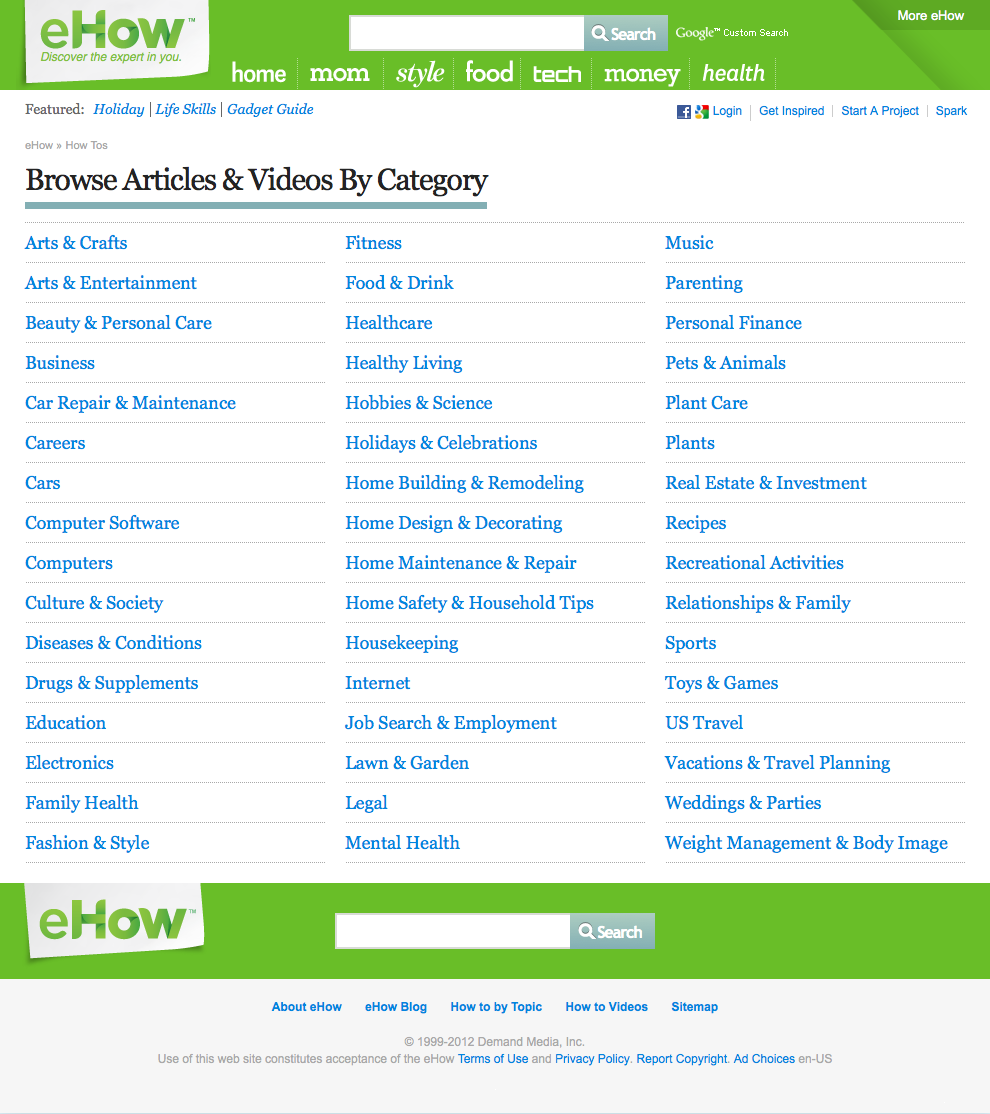 eHow™
Discover the expert in you.
Search
Google™ Custom Search
More eHow
home mom style food tech money health
Featured: Holiday | Life Skills | Gadget Guide
Login | Get Inspired | Start A Project | Spark
eHow » How Tos
Browse Articles & Videos By Category
Arts & Crafts
Arts & Entertainment
Beauty & Personal Care
Business
Car Repair & Maintenance
Careers
Cars
Computer Software
Computers
Culture & Society
Diseases & Conditions
Drugs & Supplements
Education
Electronics
Family Health
Fashion & Style
Fitness
Food & Drink
Healthcare
Healthy Living
Hobbies & Science
Holidays & Celebrations
Home Building & Remodeling
Home Design & Decorating
Home Maintenance & Repair
Home Safety & Household Tips
Housekeeping
Internet
Job Search & Employment
Lawn & Garden
Legal
Mental Health
Music
Parenting
Personal Finance
Pets & Animals
Plant Care
Plants
Real Estate & Investment
Recipes
Recreational Activities
Relationships & Family
Sports
Toys & Games
US Travel
Vacations & Travel Planning
Weddings & Parties
Weight Management & Body Image
eHow™
Search
About eHow eHow Blog How to by Topic How to Videos Sitemap
© 1999-2012 Demand Media, Inc.
Use of this web site constitutes acceptance of the eHow Terms of Use and Privacy Policy. Report Copyright. Ad Choices en-US